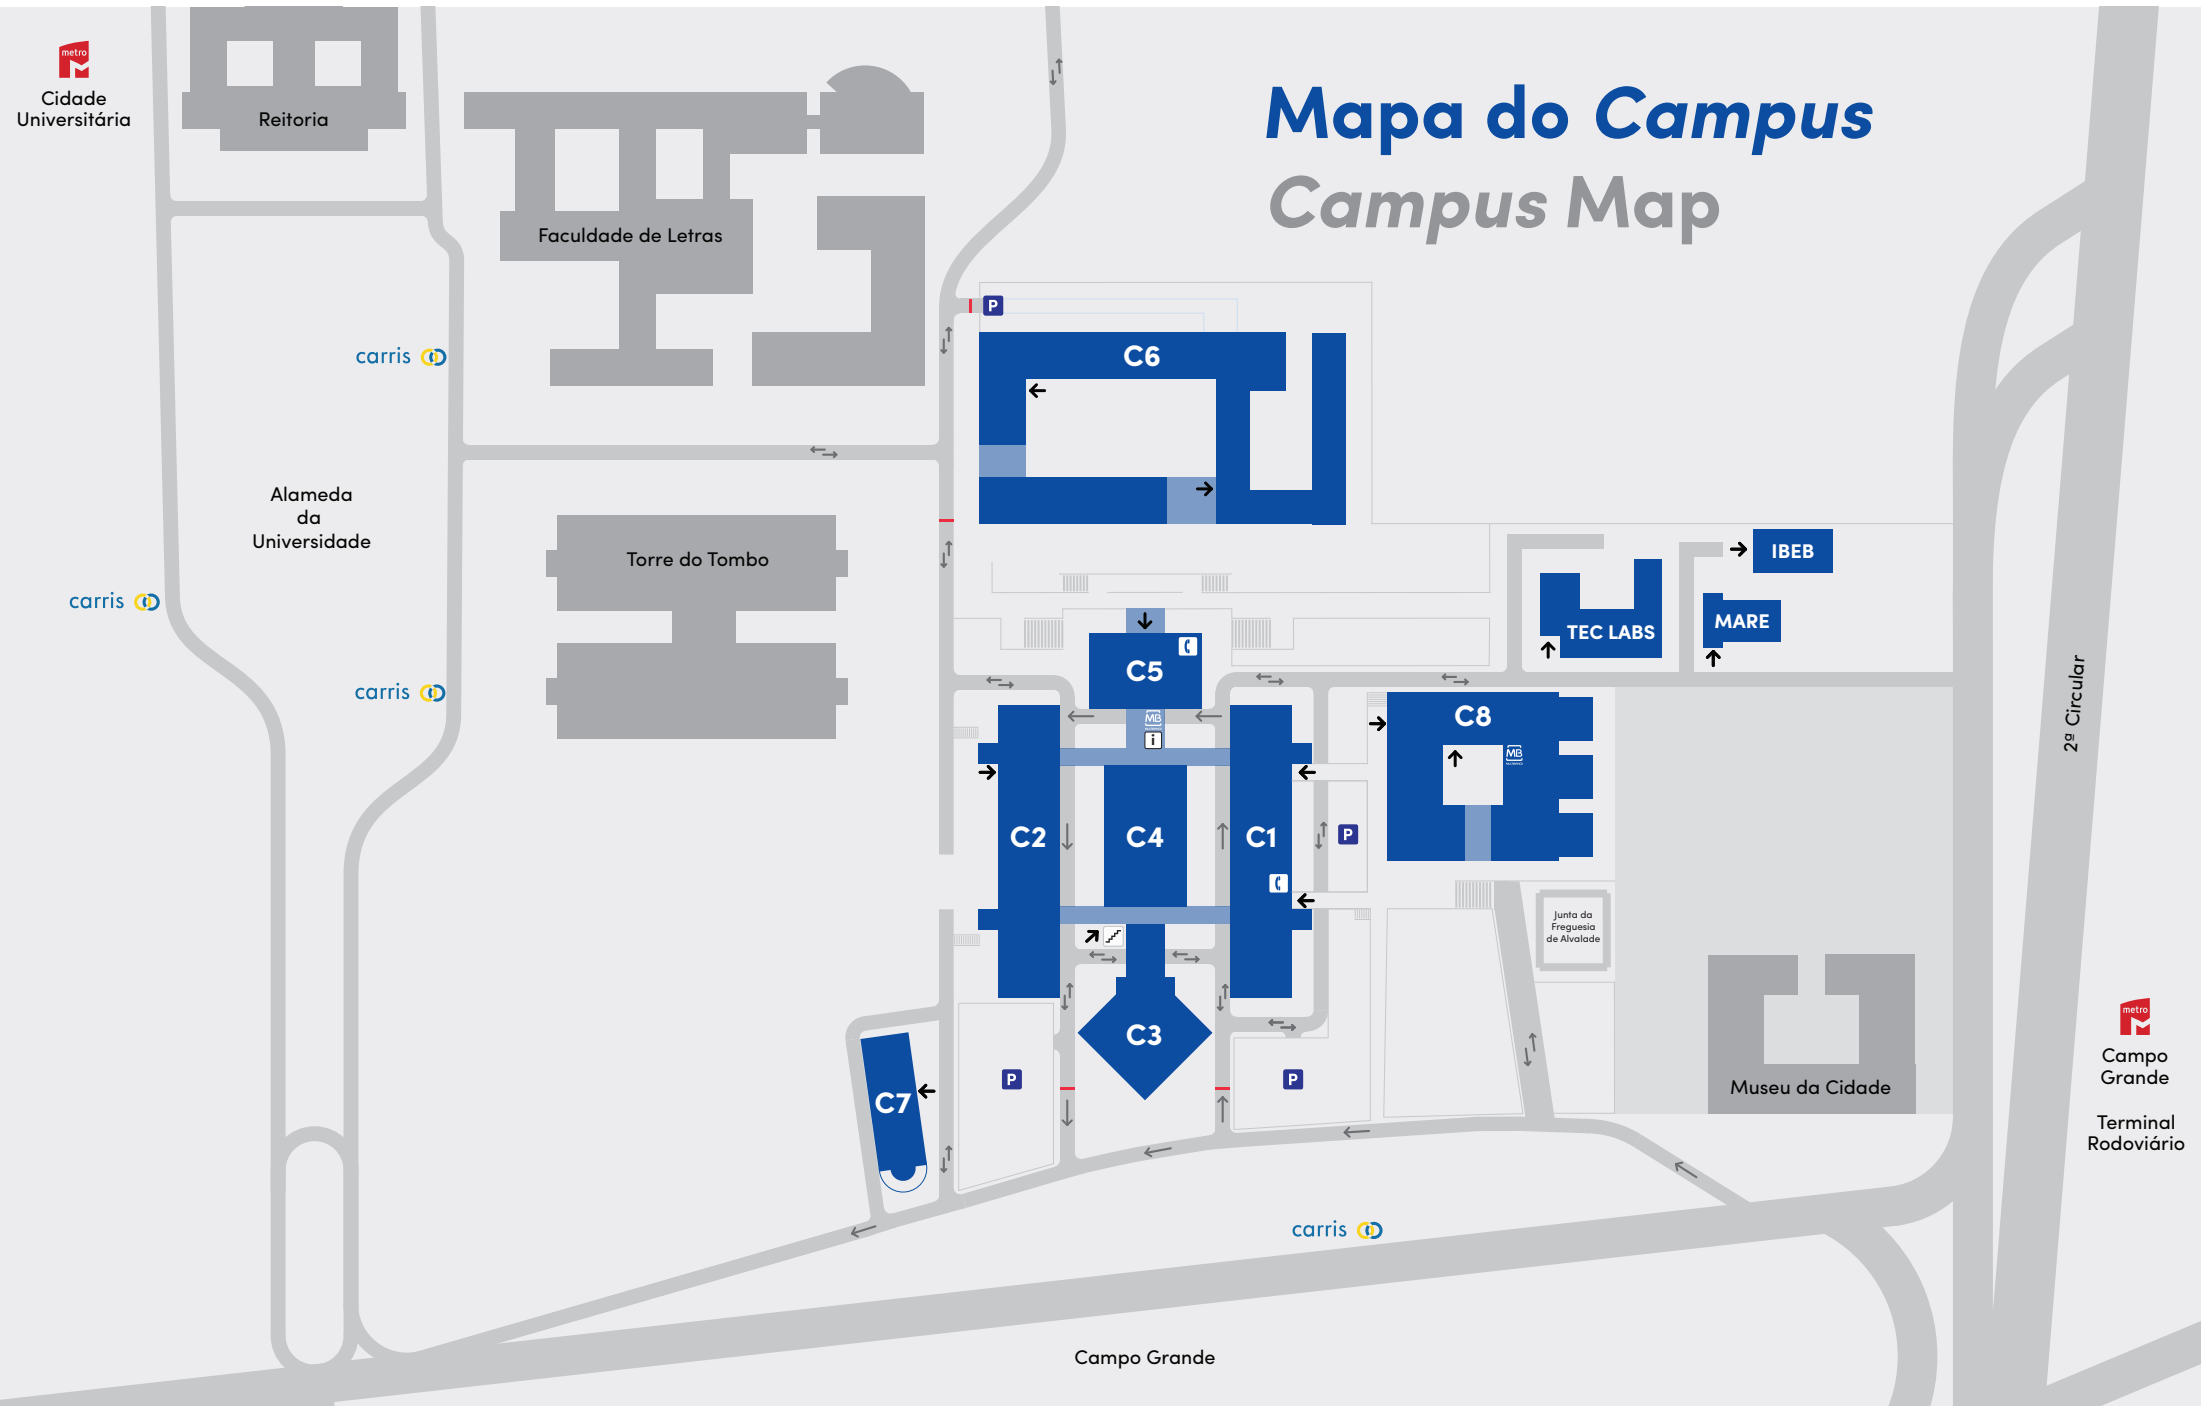 metro
Cidade
Universitária
Reitoria
Mapa do Campus
Campus Map
Faculdade de Letras
P
carris
C6
Alameda
da
Universidade
Torre do Tombo
IBEB
carris
TEC LABS
MARE
C5
carris
C8
MB
i
MB
2ª Circular
C2
C4
C1
P
Junta da
Freguesia
de Alvalade
metro
C3
Campo
Grande
P
P
Museu da Cidade
C7
Terminal
Rodoviário
carris
Campo Grande